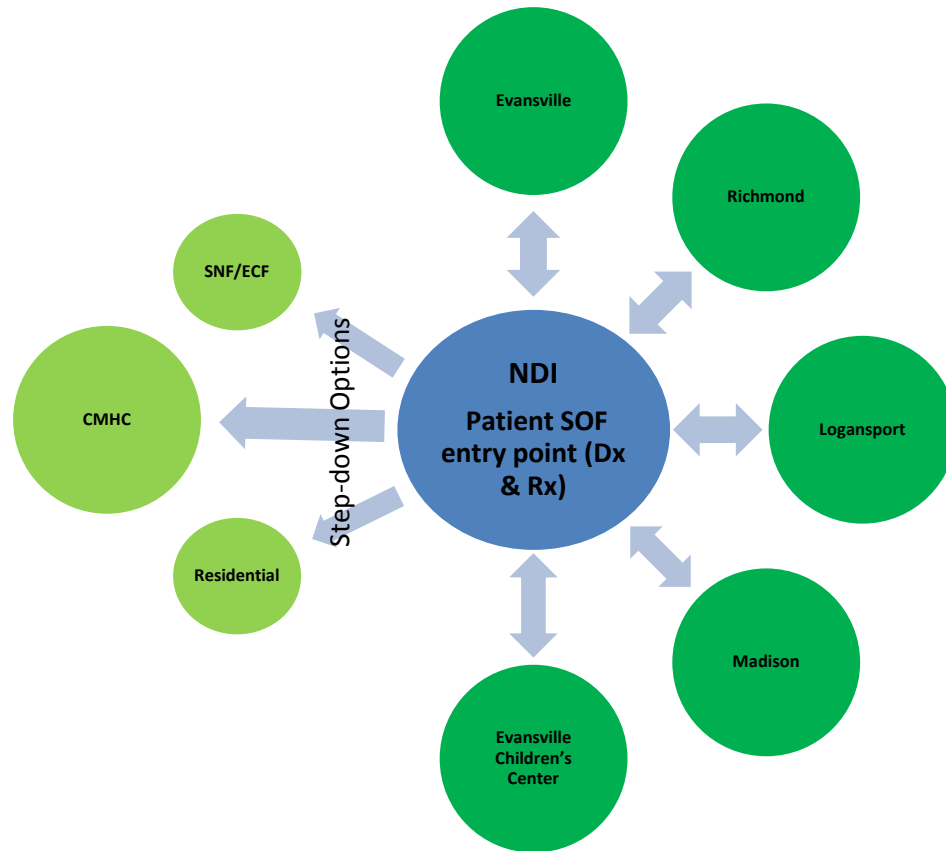 Evansville
Richmond
SNF/ECF
Step-down Options
NDI
Patient SOF
entry point (Dx
& Rx)
CMHC
Logansport
Residential
Madison
Evansville
Children’s
Center